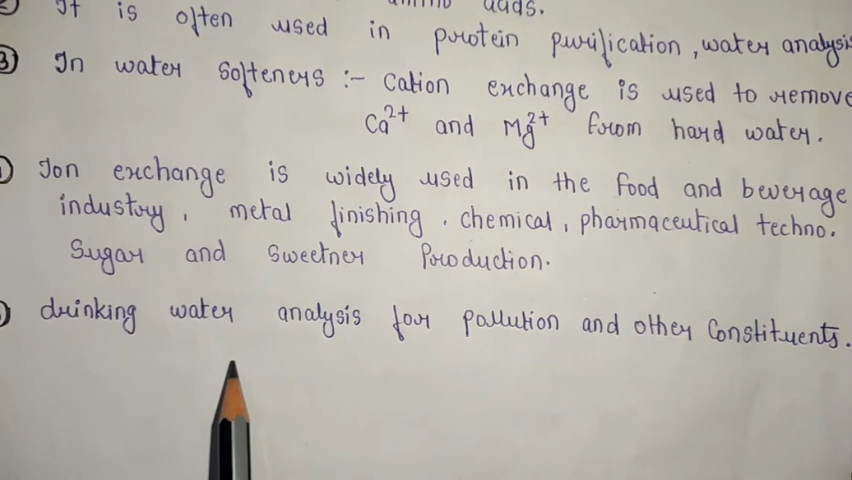 amino acids.
② It is often used in protein purification, water analysis
③ In water softeners :- Cation exchange is used to remove
Ca²⁺ and Mg²⁺ from hard water.
Ion exchange is widely used in the food and beverage
industry, metal finishing, chemical, pharmaceutical techno.
Sugar and sweetner Production.
drinking water analysis for pollution and other Constituents.